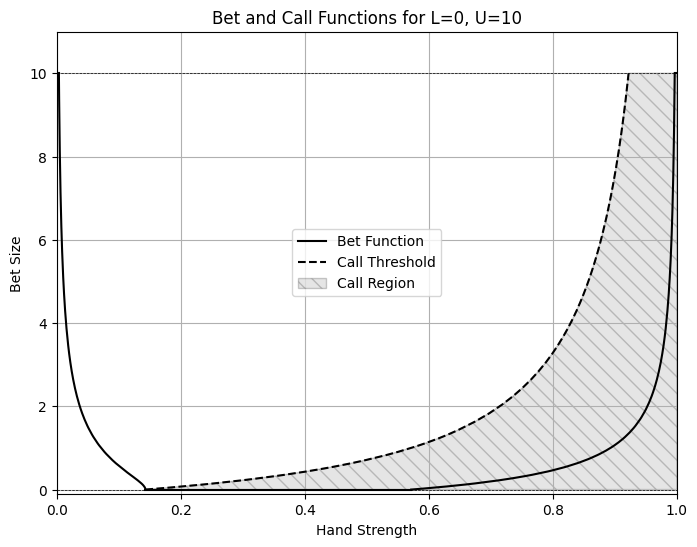 Bet and Call Functions for L=0, U=10
Bet Size
10
8
6
4
2
0
Bet Function
Call Threshold
Call Region
0.0 0.2 0.4 0.6 0.8 1.0
Hand Strength